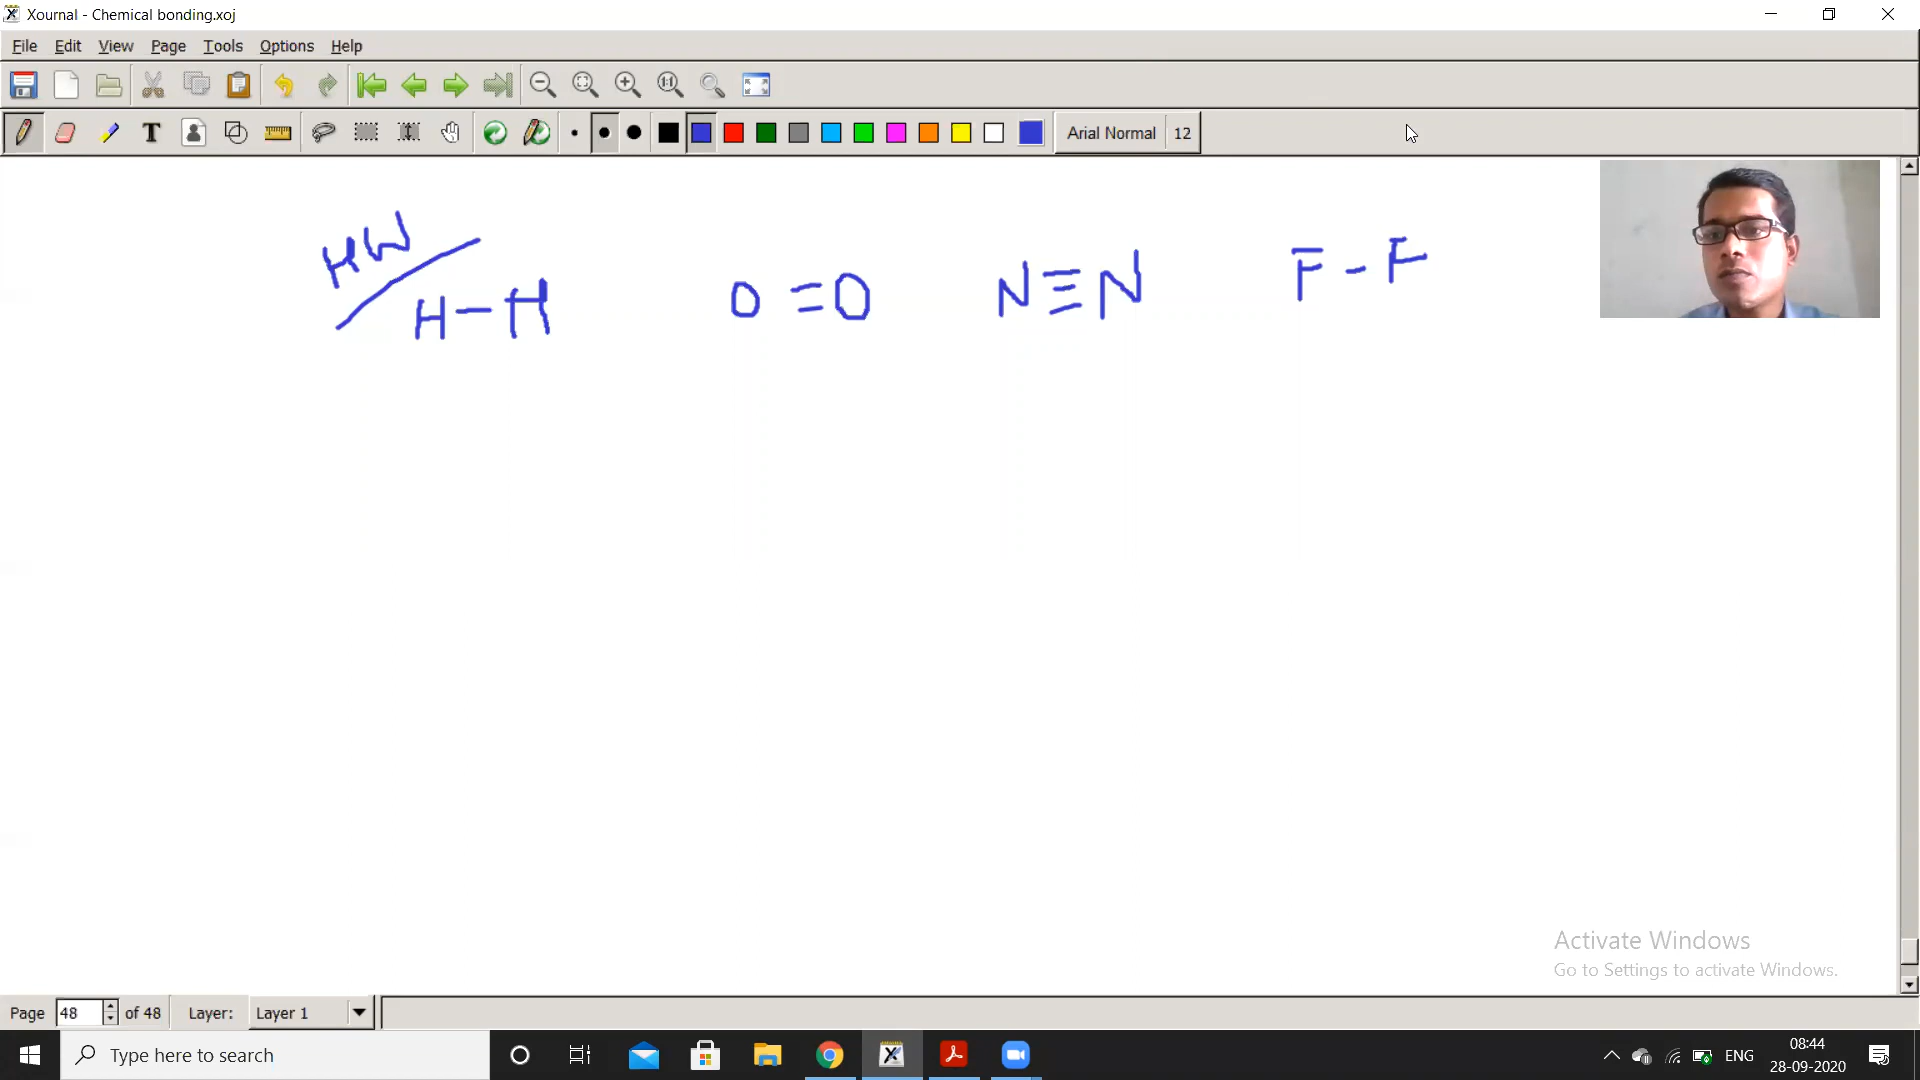 Xournal - Chemical bonding.xoj
File Edit View Page Tools Options Help
Arial Normal 12
HW
H-H O=O N≡N F-F
Activate Windows
Go to Settings to activate Windows.
Page 48 of 48 Layer: Layer 1
Type here to search
ENG 08:44
28-09-2020